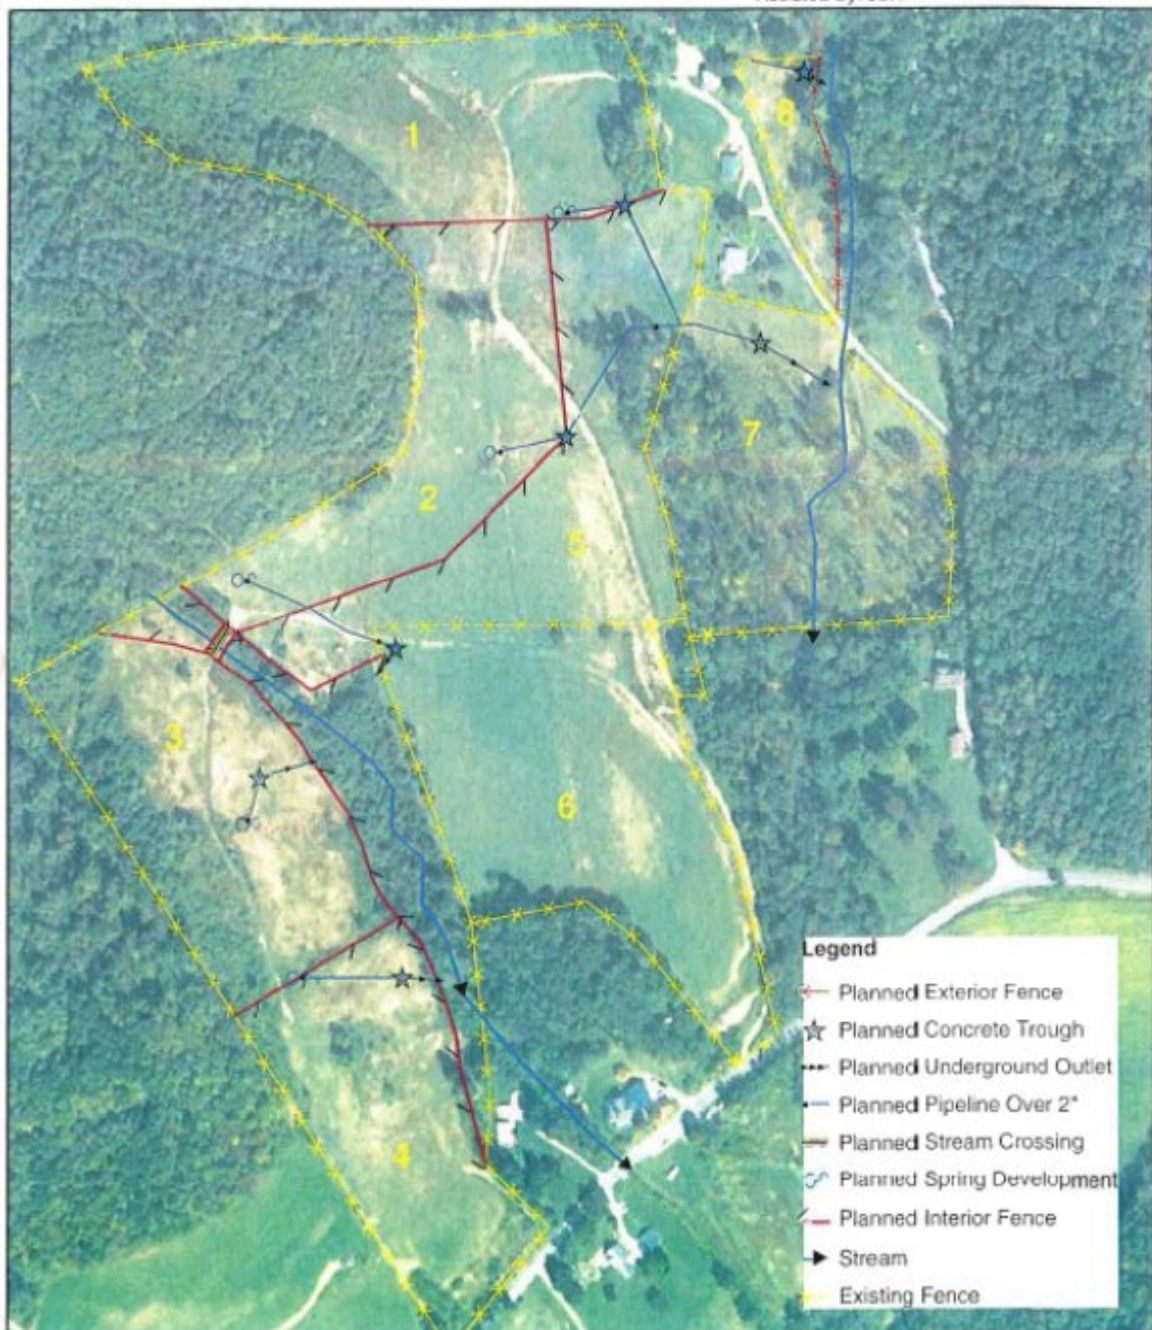 8
1
7
2
5
3
6
4
Legend
Planned Exterior Fence
Planned Concrete Trough
Planned Underground Outlet
Planned Pipeline Over 2"
Planned Stream Crossing
Planned Spring Development
Planned Interior Fence
Stream
Existing Fence